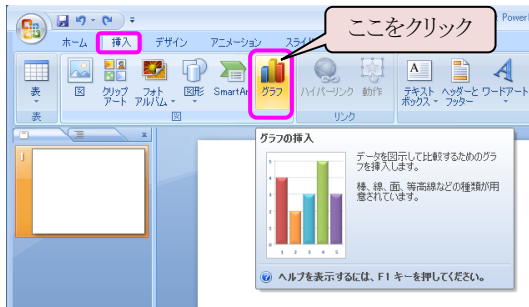 ここをクリック
Power
ホーム 挿入 デザイン アニメーション
表 図 クリップアート フォトアルバム 図形 SmartAr グラフ ハイパーリンク 動作 テキストボックス ヘッダーとフッター ワードアート
表 図 リンク
1
グラフの挿入
データを図示して比較するためのグラ
フを挿入します。
棒、線、面、等高線などの種類が用
意されています。
1 2 3 4 5
ヘルプを表示するには、F1 キーを押してください。